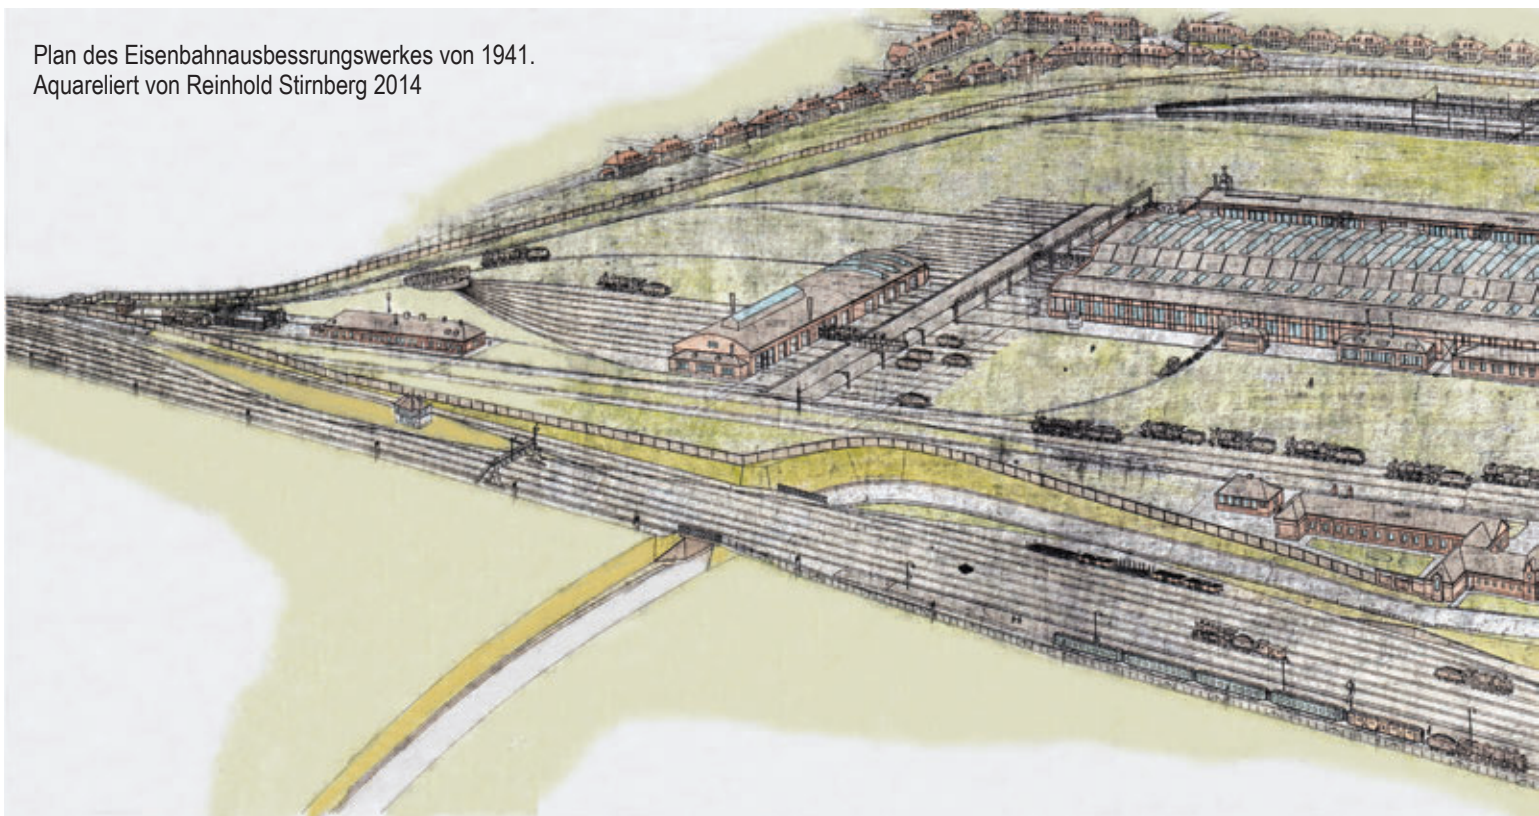 Plan des Eisenbahnausbessrungswerkes von 1941.
Aquareliert von Reinhold Stirnberg 2014